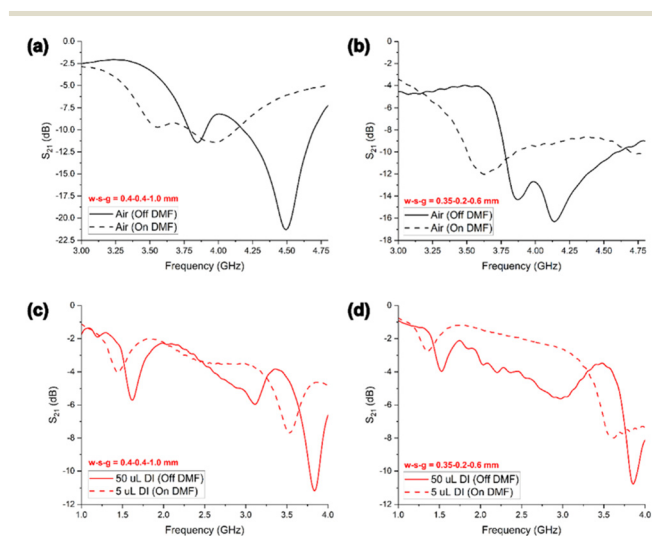 (a)
0.0
-2.5
-5.0
-7.5
-10.0
-12.5
-15.0
-17.5
-20.0
-22.5
S21 (dB)
w-s-g = 0.4-0.4-1.0 mm
Air (Off DMF)
Air (On DMF)
3.00 3.25 3.50 3.75 4.00 4.25 4.50 4.75
Frequency (GHz)
(b)
0
-2
-4
-6
-8
-10
-12
-14
-16
-18
S21 (dB)
w-s-g = 0.35-0.2-0.6 mm
Air (Off DMF)
Air (On DMF)
3.00 3.25 3.50 3.75 4.00 4.25 4.50 4.75
Frequency (GHz)
(c)
0
-2
-4
-6
-8
-10
-12
S21 (dB)
w-s-g = 0.4-0.4-1.0 mm
50 uL DI (Off DMF)
5 uL DI (On DMF)
1.0 1.5 2.0 2.5 3.0 3.5 4.0
Frequency (GHz)
(d)
0
-2
-4
-6
-8
-10
-12
S21 (dB)
w-s-g = 0.35-0.2-0.6 mm
50 uL DI (Off DMF)
5 uL DI (On DMF)
1.0 1.5 2.0 2.5 3.0 3.5 4.0
Frequency (GHz)